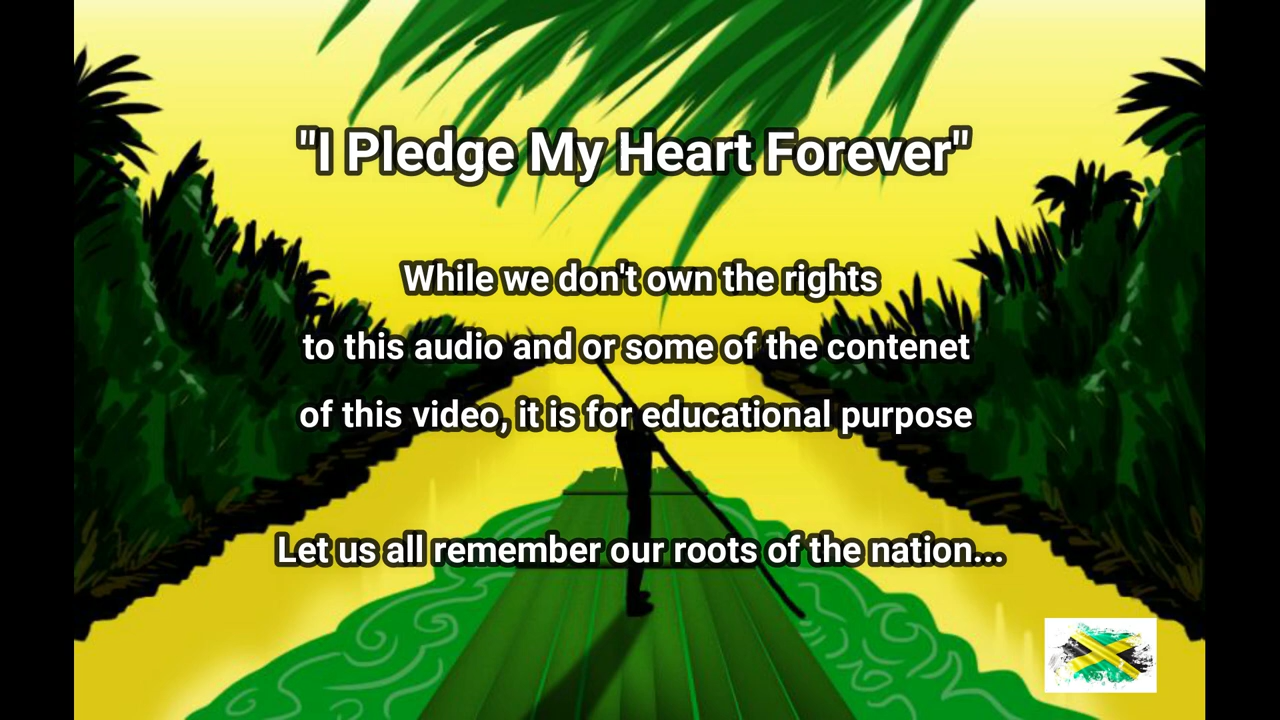 "I Pledge My Heart Forever"
While we don't own the rights
to this audio and or some of the contenet
of this video, it is for educational purpose
Let us all remember our roots of the nation...